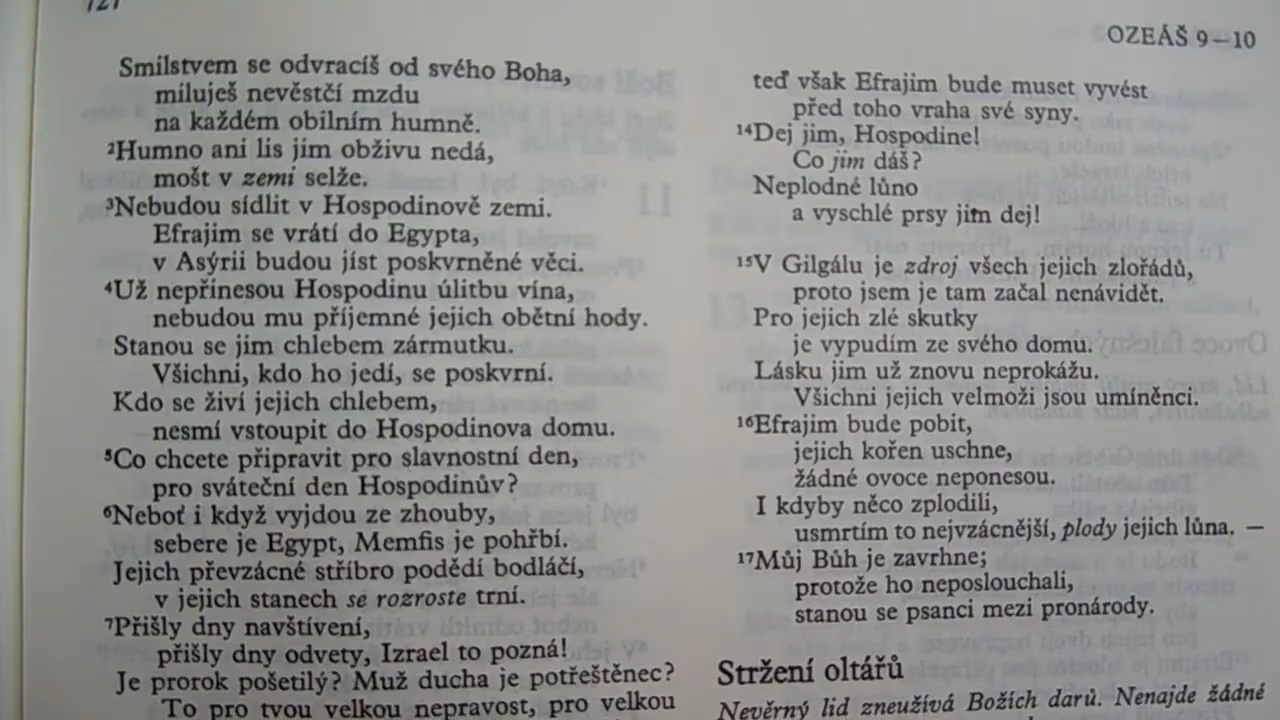 127
OZEÁŠ 9—10
Smilstvem se odvracíš od svého Boha,
miluješ nevěstčí mzdu
na každém obilním humně.
²Humno ani lis jim obživu nedá,
mošt v zemi selže.
³Nebudou sídlit v Hospodinově zemi.
Efrajim se vrátí do Egypta,
v Asýrii budou jíst poskvrněné věci.
⁴Už nepřinesou Hospodinu úlitbu vína,
nebudou mu příjemné jejich obětní hody.
Stanou se jim chlebem zármutku.
Všichni, kdo ho jedí, se poskvrní.
Kdo se živí jejich chlebem,
nesmí vstoupit do Hospodinova domu.
⁵Co chcete připravit pro slavnostní den,
pro sváteční den Hospodinův?
⁶Neboť i když vyjdou ze zhouby,
sebere je Egypt, Memfis je pohřbí.
Jejich převzácné stříbro podědí bodláčí,
v jejich stanech se rozroste trní.
⁷Přišly dny navštívení,
přišly dny odvety, Izrael to pozná!
Je prorok pošetilý? Muž ducha je potřeštěnec?
To pro tvou velkou nepravost, pro velkou
teď však Efrajim bude muset vyvést
před toho vraha své syny.
¹⁴Dej jim, Hospodine!
Co jim dáš?
Neplodné lůno
a vyschlé prsy jim dej!
¹⁵V Gilgálu je zdroj všech jejich zlořádů,
proto jsem je tam začal nenávidět.
Pro jejich zlé skutky
je vypudím ze svého domu.
Lásku jim už znovu neprokážu.
Všichni jejich velmoži jsou umíněnci.
¹⁶Efrajim bude pobit,
jejich kořen uschne,
žádné ovoce neponesou.
I kdyby něco zplodili,
usmrtím to nejvzácnější, plody jejich lůna. —
¹⁷Můj Bůh je zavrhne;
protože ho neposlouchali,
stanou se psanci mezi pronárody.
Stržení oltářů
Nevěrný lid zneužívá Božích darů. Nenajde žádné